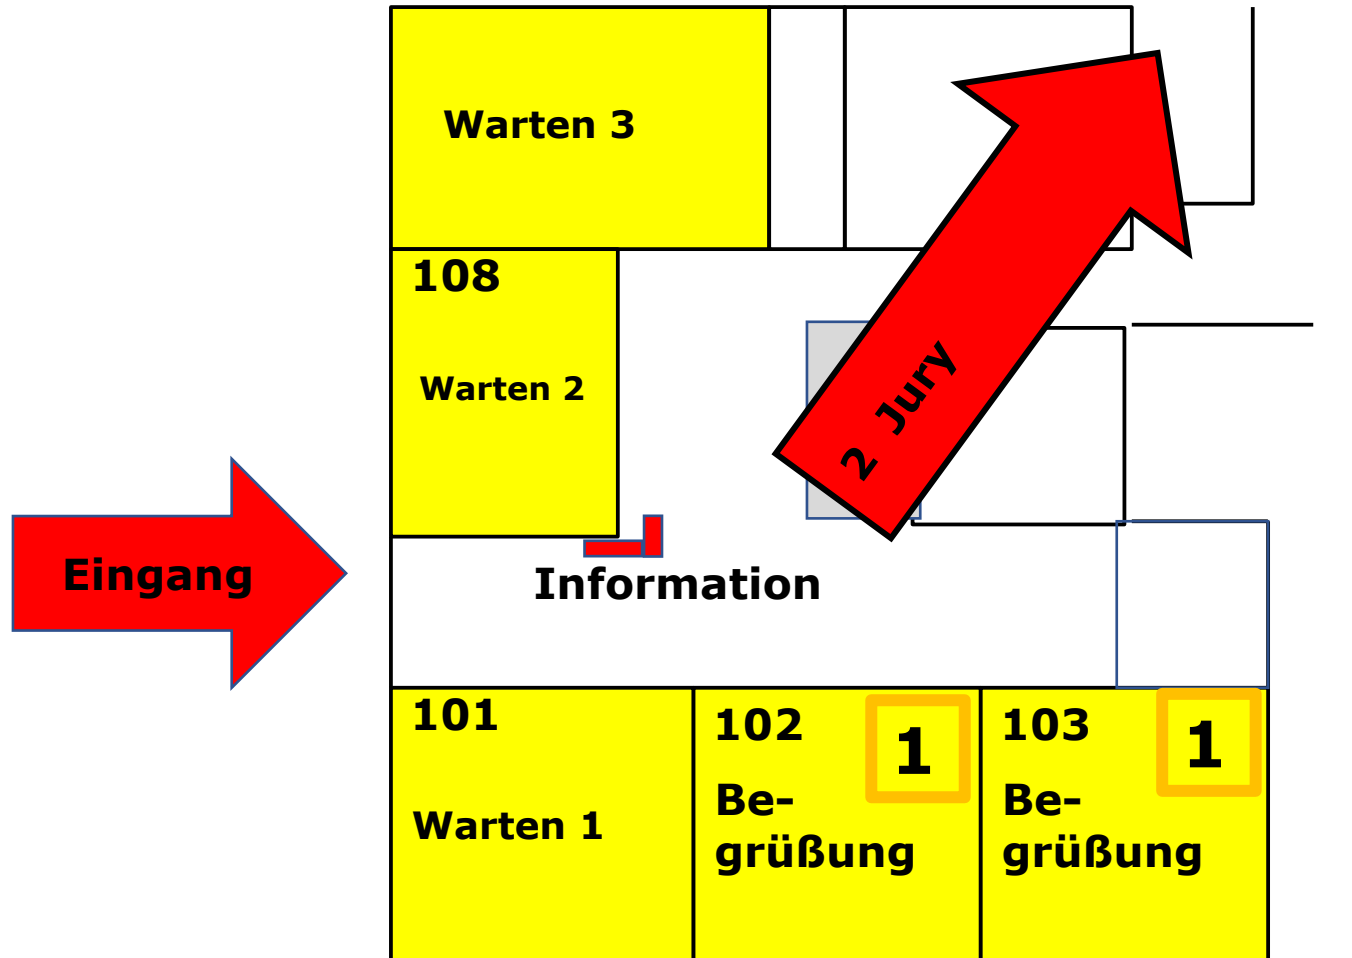 Warten 3
108
Warten 2
2 Jury
Eingang
Information
101
Warten 1
102
1
Be-
grüßung
103
1
Be-
grüßung